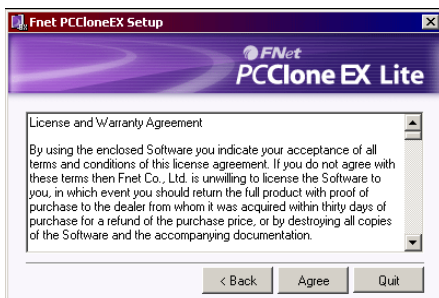 Fnet PCCloneEX Setup
FNet
PCClone EX Lite
License and Warranty Agreement
By using the enclosed Software you indicate your acceptance of all
terms and conditions of this license agreement. If you do not agree with
these terms then Fnet Co., Ltd. is unwilling to license the Software to
you, in which event you should return the full product with proof of
purchase to the dealer from whom it was acquired within thirty days of
purchase for a refund of the purchase price, or by destroying all copies
of the Software and the accompanying documentation.
< Back Agree Quit